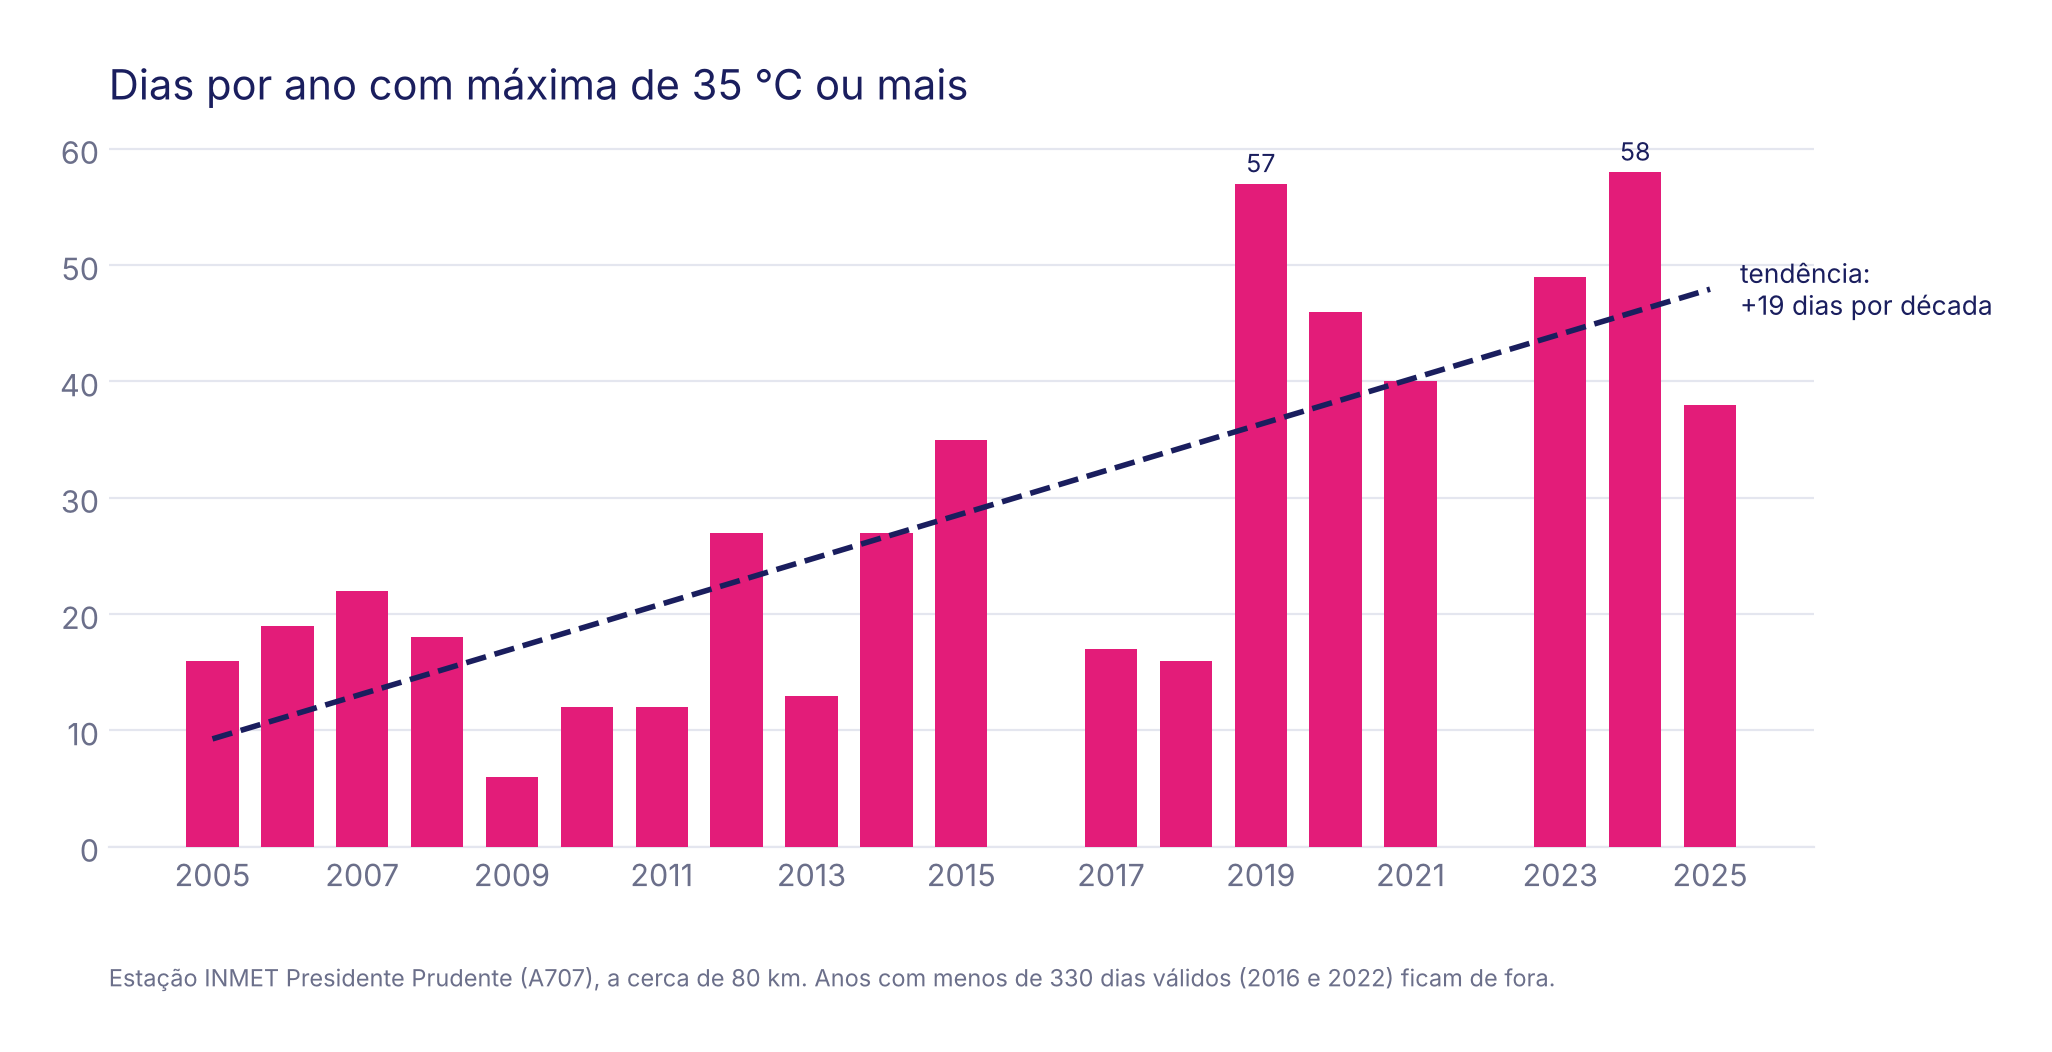 Dias por ano com máxima de 35 °C ou mais
60
50
40
30
20
10
0
57
58
tendência:
+19 dias por década
2005 2007 2009 2011 2013 2015 2017 2019 2021 2023 2025
Estação INMET Presidente Prudente (A707), a cerca de 80 km. Anos com menos de 330 dias válidos (2016 e 2022) ficam de fora.